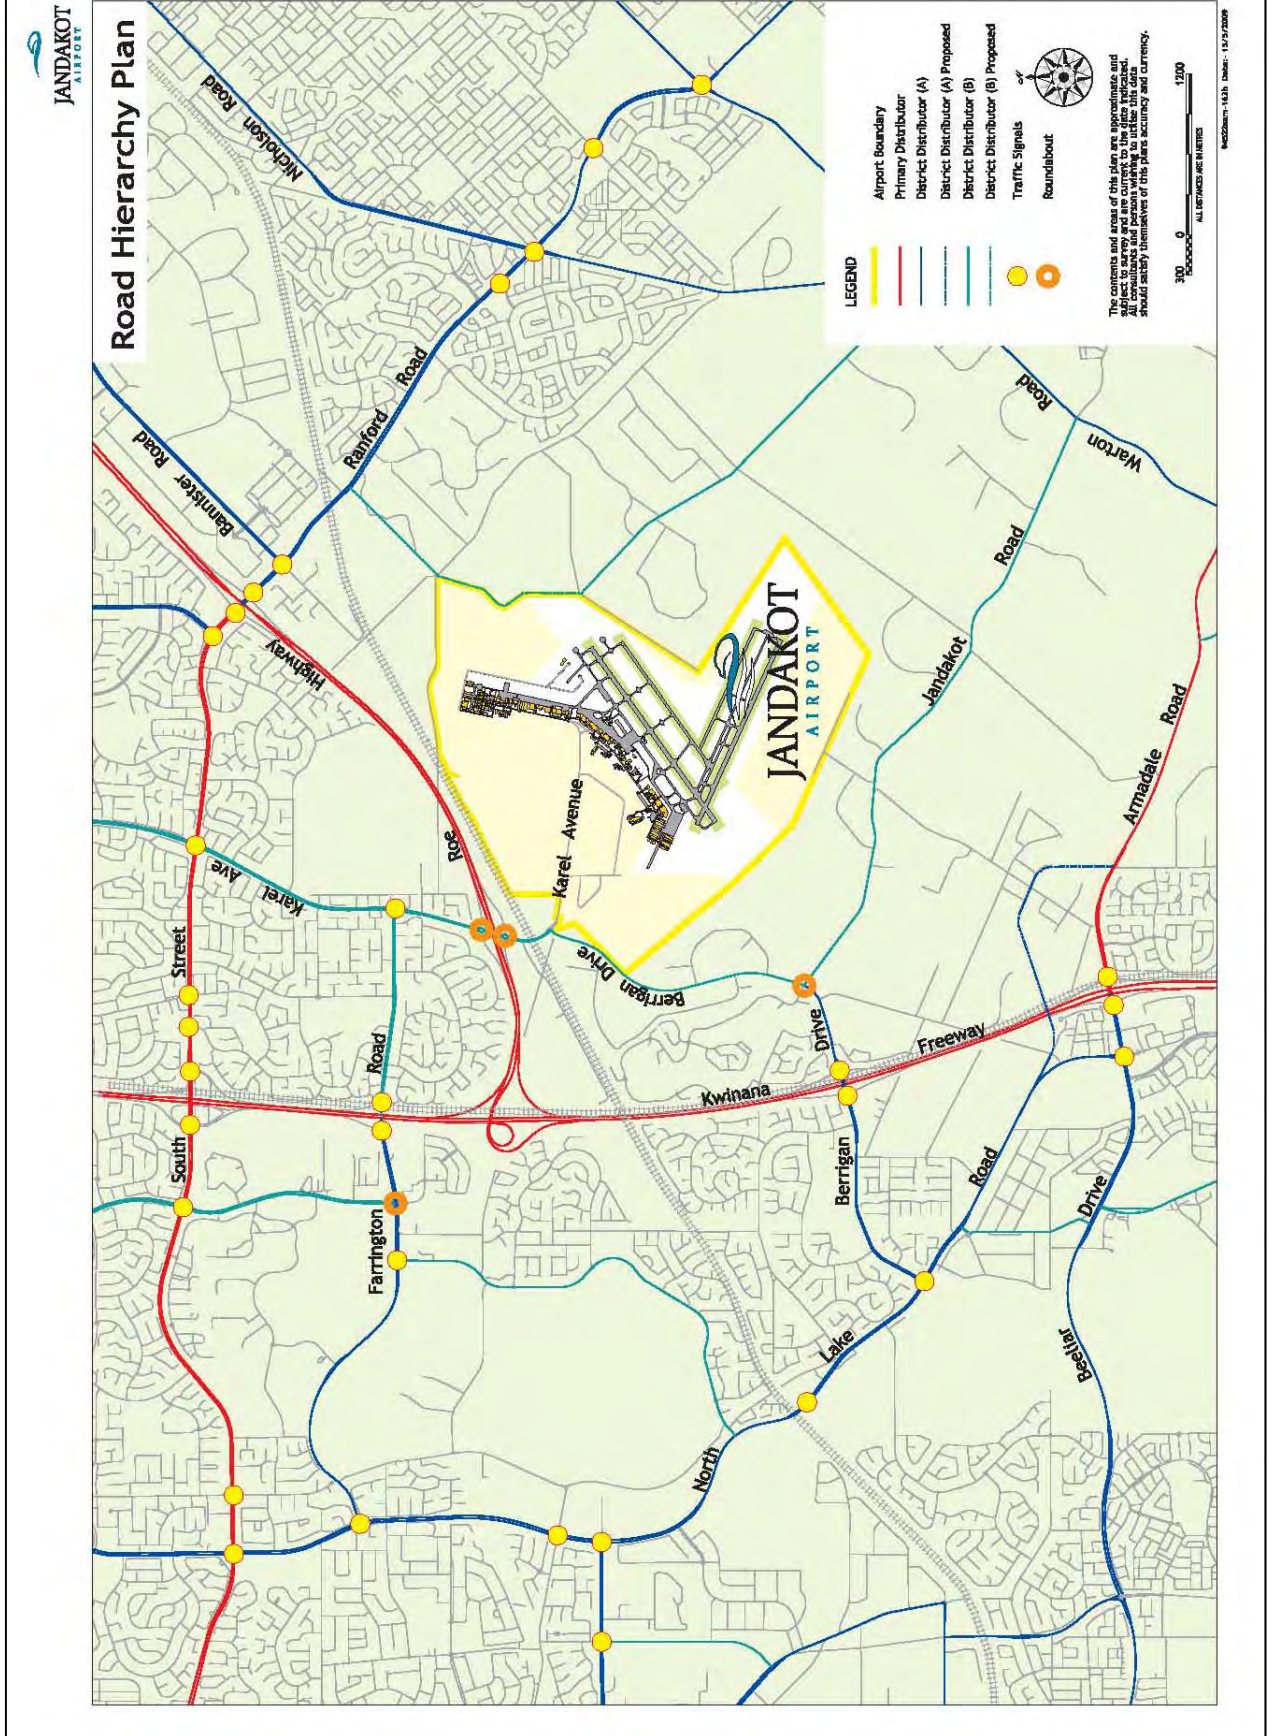 JANDAKOT
AIRPORT
Road Hierarchy Plan
Nicholson Road
Bannister Road
Ranford Road
Roe Highway
South Street
Karel Ave
Karel Avenue
Farrington Road
Berrigan Drive
Berrigan Drive
Kwinana Freeway
Jandakot Road
Warton Road
Armadale Road
North Lake Road
Beeliar Drive
JANDAKOT
AIRPORT
LEGEND
Airport Boundary
Primary Distributor
District Distributor (A)
District Distributor (A) Proposed
District Distributor (B)
District Distributor (B) Proposed
Traffic Signals
Roundabout
N
The contents and areas of this plan are approximate and
subject to survey and are current to the date indicated.
All consultants and persons wishing to utilise this data
should satisfy themselves of this plans accuracy and currency.
300 0 1200
ALL DISTANCES ARE IN METRES
Date:- 15/5/2009